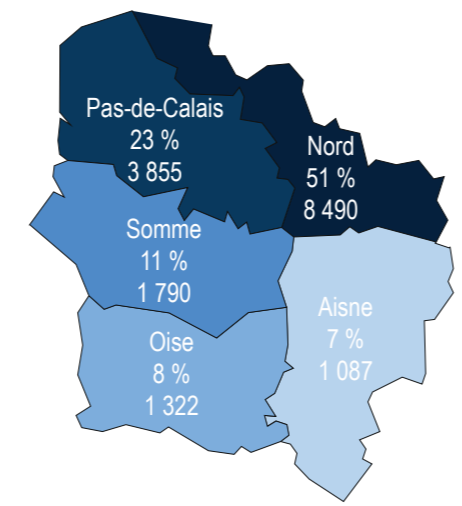 Pas-de-Calais
23 %
3 855
Nord
51 %
8 490
Somme
11 %
1 790
Aisne
7 %
1 087
Oise
8 %
1 322